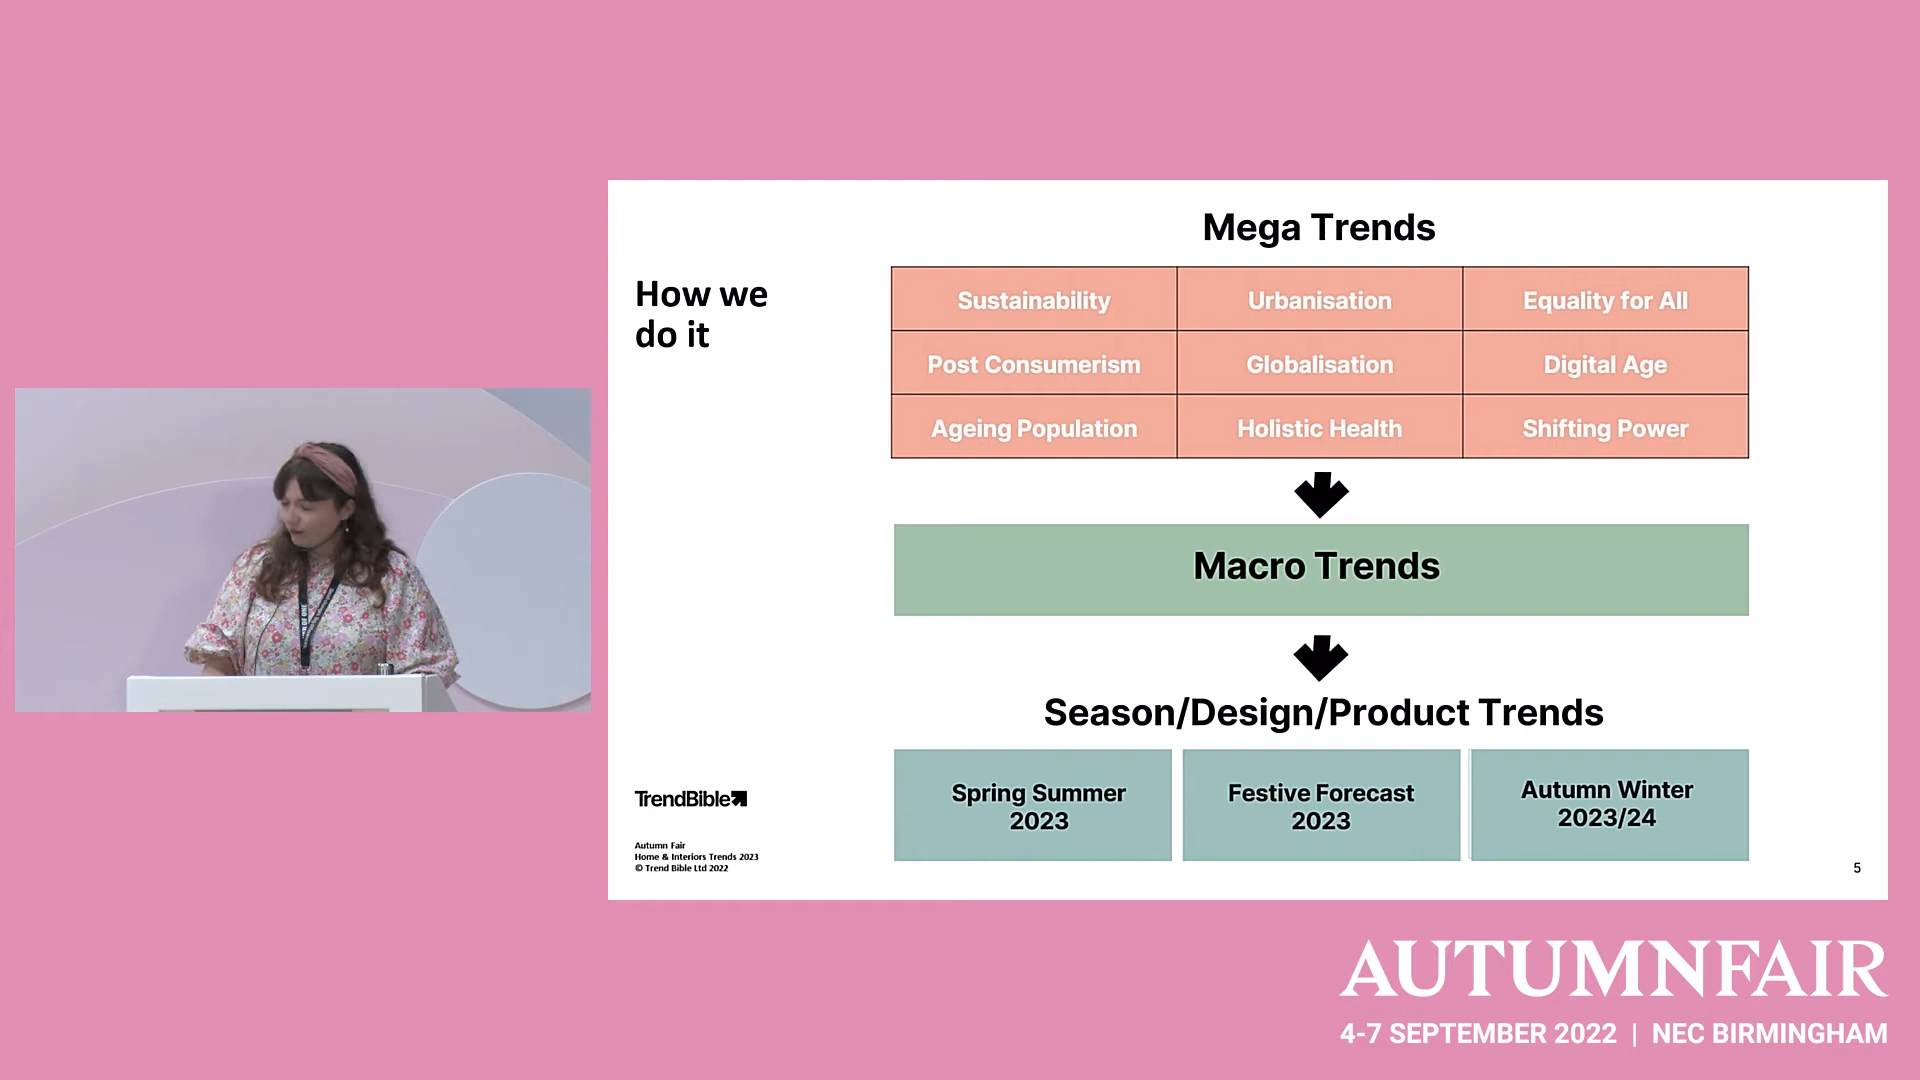 Mega Trends
How we
do it
Sustainability
Urbanisation
Equality for All
Post Consumerism
Globalisation
Digital Age
Ageing Population
Holistic Health
Shifting Power
Macro Trends
Season/Design/Product Trends
Spring Summer
2023
Festive Forecast
2023
Autumn Winter
2023/24
TrendBible
Autumn Fair
Home & Interiors Trends 2023
© Trend Bible Ltd 2022
5
AUTUMNFAIR
4-7 SEPTEMBER 2022 | NEC BIRMINGHAM